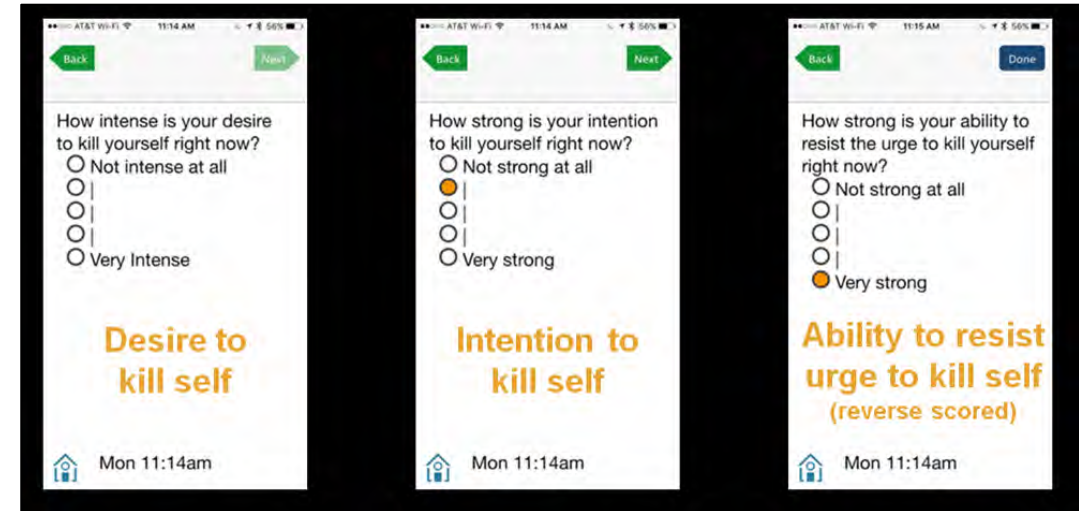 AT&T Wi-Fi 11:14 AM 56%
Back Next
How intense is your desire
to kill yourself right now?
Not intense at all
|
|
|
Very Intense
Desire to
kill self
Mon 11:14am
AT&T Wi-Fi 11:14 AM 56%
Back Next
How strong is your intention
to kill yourself right now?
Not strong at all
|
|
|
Very strong
Intention to
kill self
Mon 11:14am
AT&T Wi-Fi 11:15 AM 56%
Back Done
How strong is your ability to
resist the urge to kill yourself
right now?
Not strong at all
|
|
|
Very strong
Ability to resist
urge to kill self
(reverse scored)
Mon 11:14am